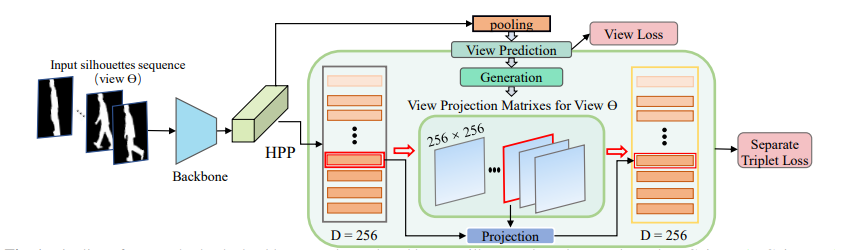 pooling
View Loss
View Prediction
Input silhouettes sequence
(view Θ)
Generation
View Projection Matrixes for View Θ
256 × 256
HPP
Backbone
Separate
Triplet Loss
D = 256
Projection
D = 256